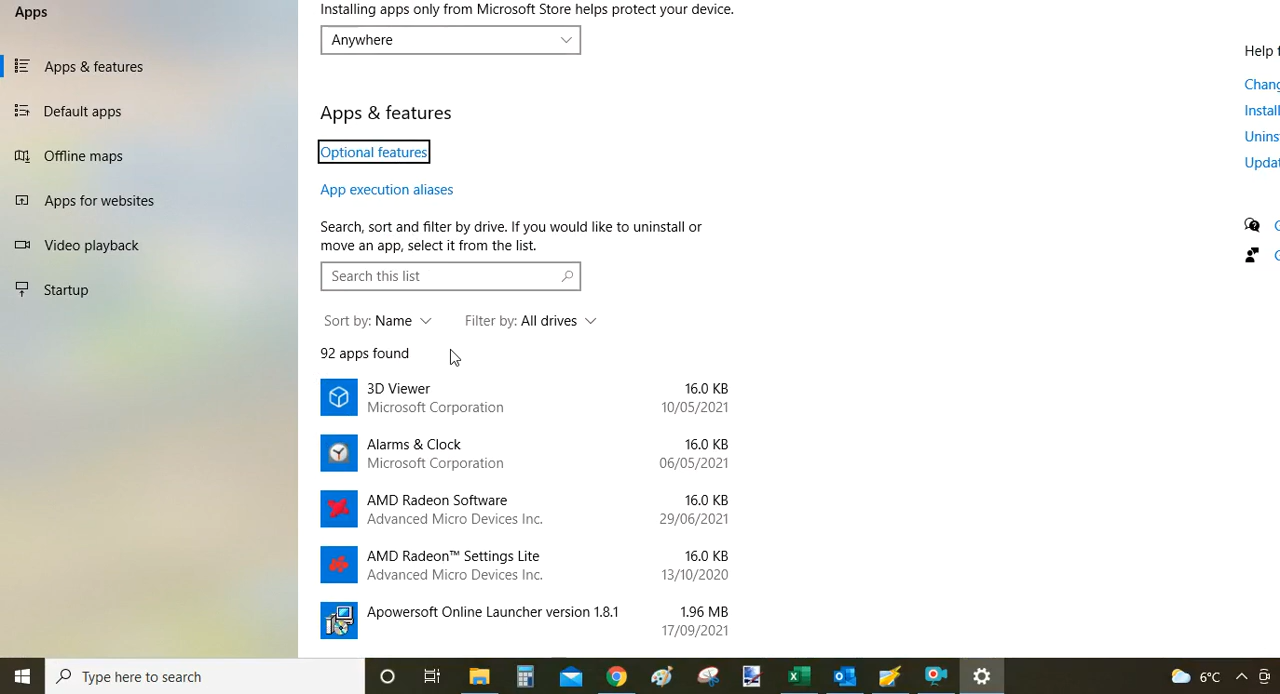 Apps
Apps & features
Default apps
Offline maps
Apps for websites
Video playback
Startup
Installing apps only from Microsoft Store helps protect your device.
Anywhere
Apps & features
Optional features
App execution aliases
Search, sort and filter by drive. If you would like to uninstall or
move an app, select it from the list.
Search this list
Sort by: Name Filter by: All drives
92 apps found
3D Viewer 16.0 KB
Microsoft Corporation 10/05/2021
Alarms & Clock 16.0 KB
Microsoft Corporation 06/05/2021
AMD Radeon Software 16.0 KB
Advanced Micro Devices Inc. 29/06/2021
AMD Radeon™ Settings Lite 16.0 KB
Advanced Micro Devices Inc. 13/10/2020
Apowersoft Online Launcher version 1.8.1 1.96 MB
17/09/2021
Help f
Chang
Install
Unins
Updat
G
G
Type here to search
6°C